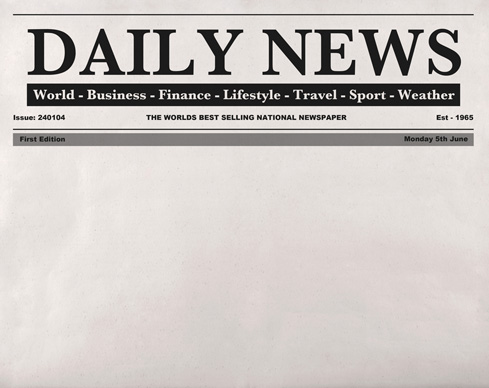 DAILY NEWS
World - Business - Finance - Lifestyle - Travel - Sport - Weather
Issue: 240104 THE WORLDS BEST SELLING NATIONAL NEWSPAPER Est - 1965
First Edition Monday 5th June